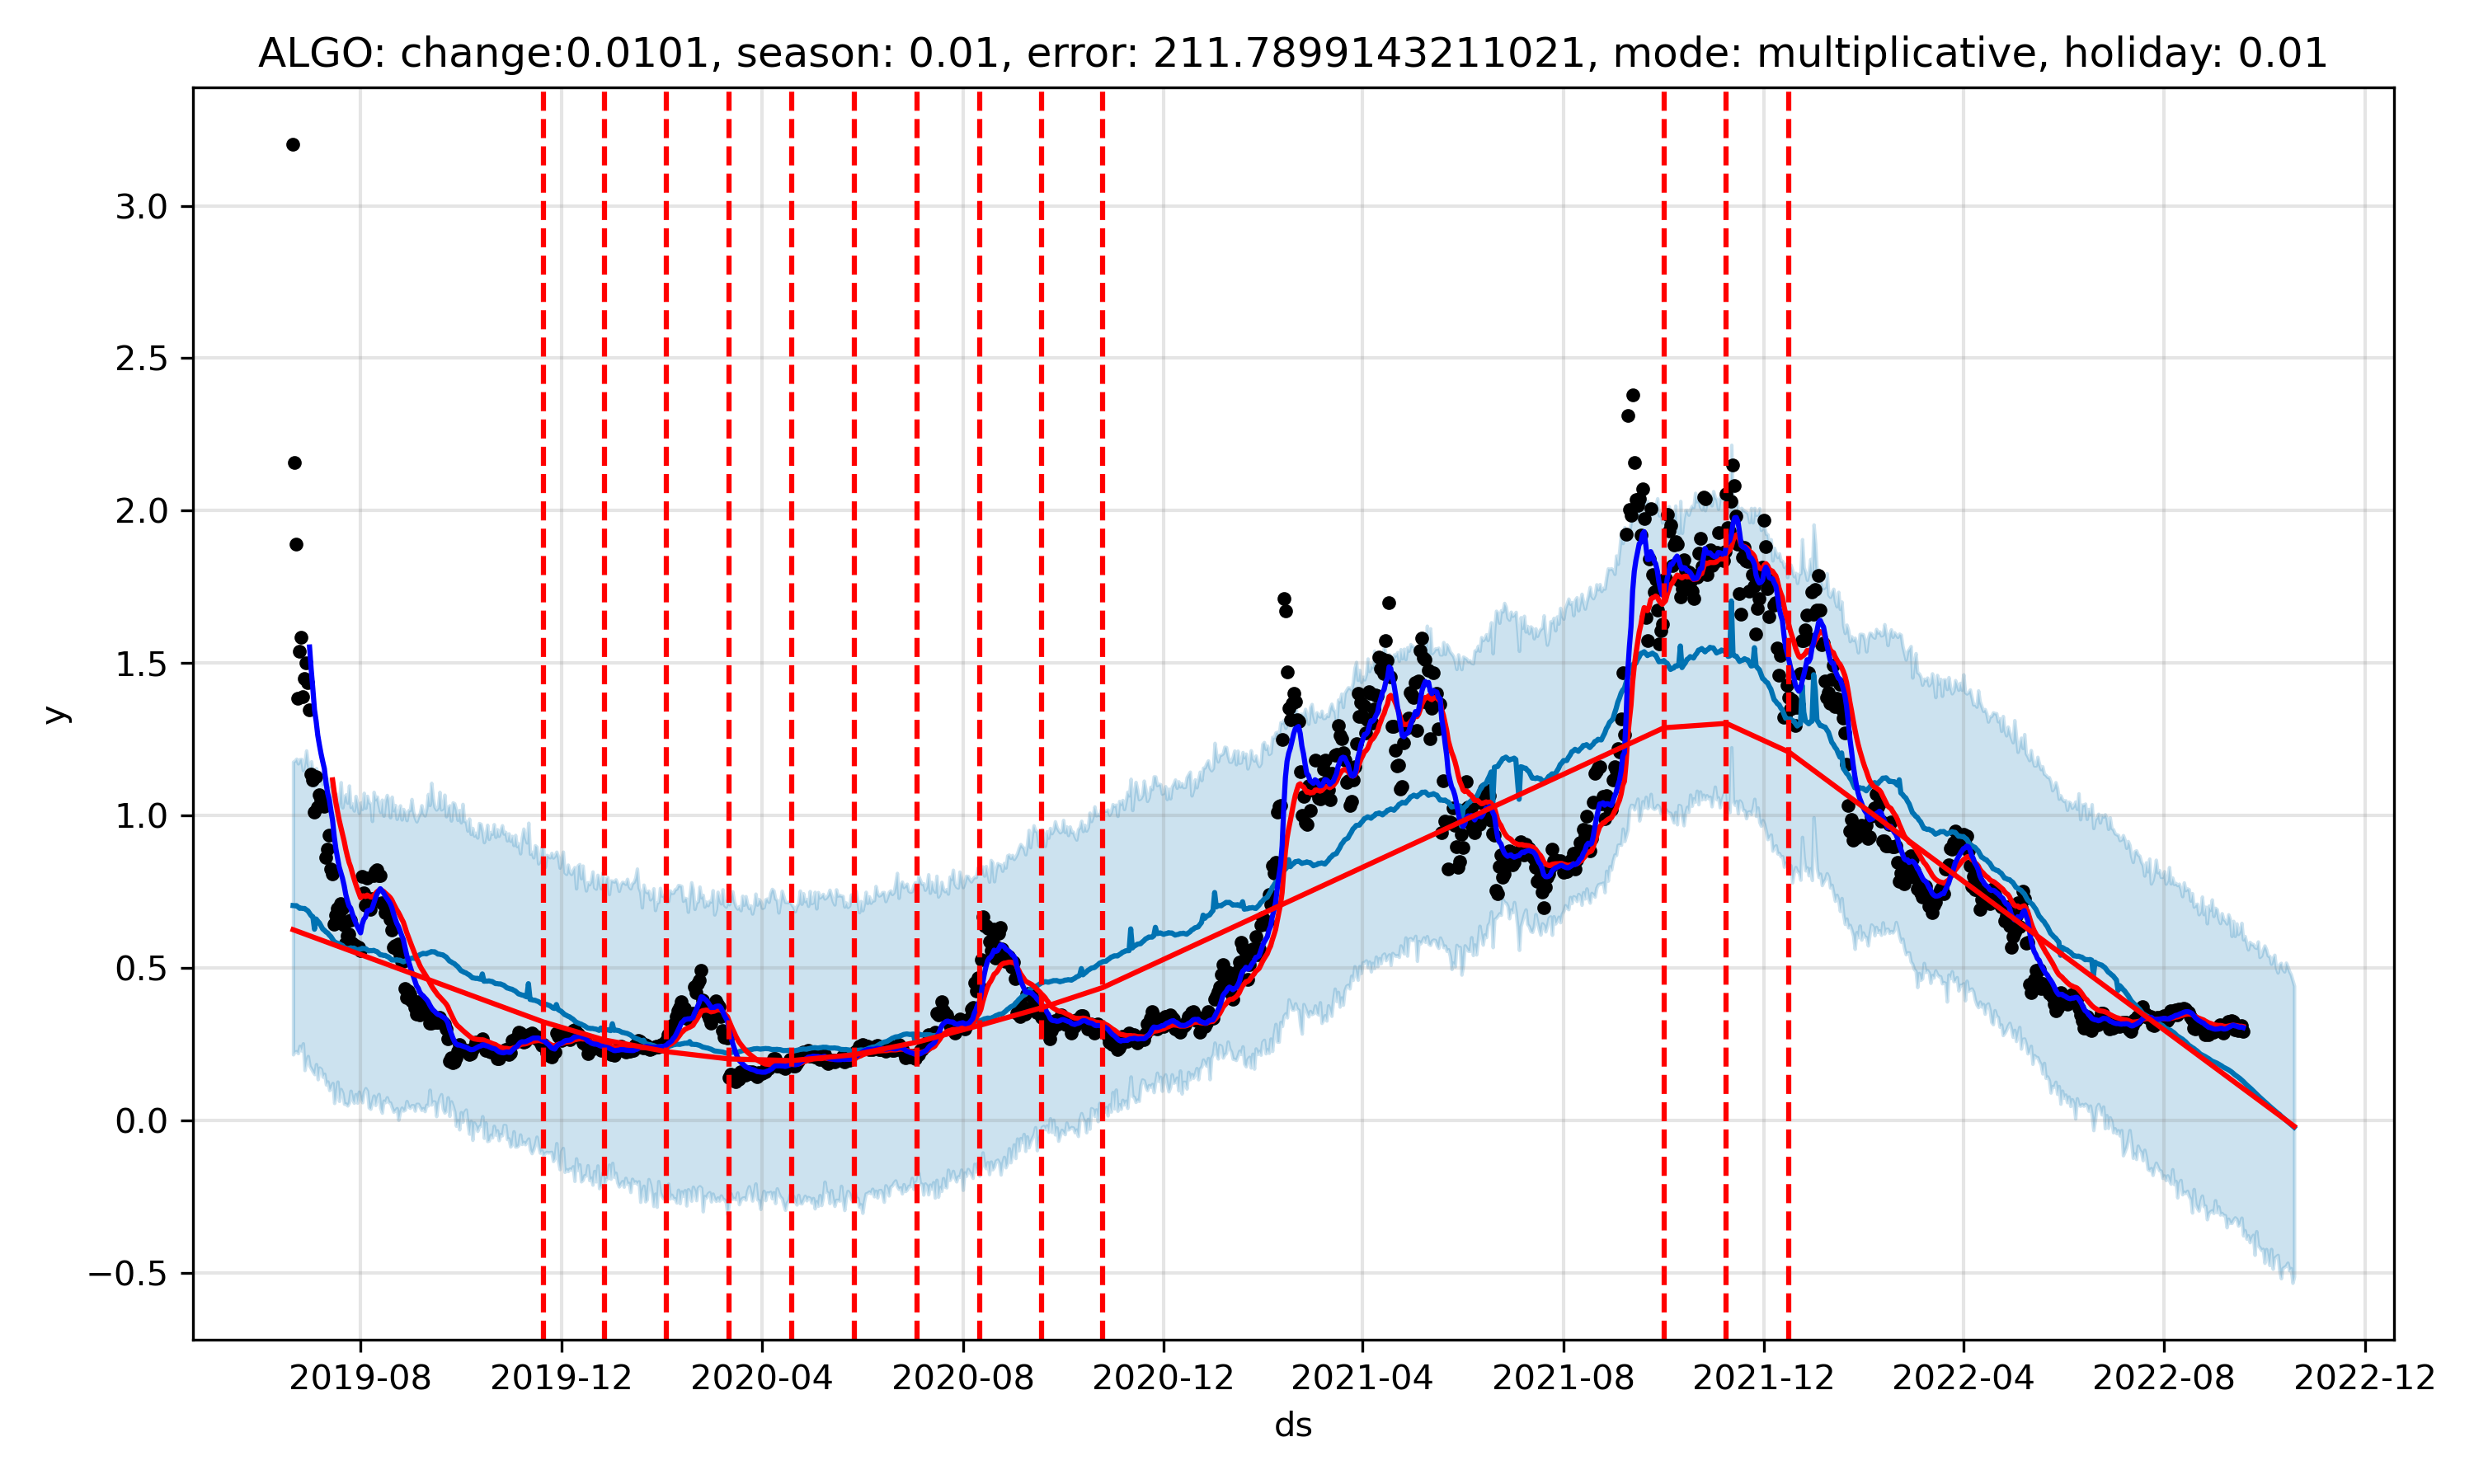 ALGO: change:0.0101, season: 0.01, error: 211.7899143211021, mode: multiplicative, holiday: 0.01
3.0
2.5
2.0
1.5
1.0
0.5
0.0
−0.5
y
2019-08 2019-12 2020-04 2020-08 2020-12 2021-04 2021-08 2021-12 2022-04 2022-08 2022-12
ds